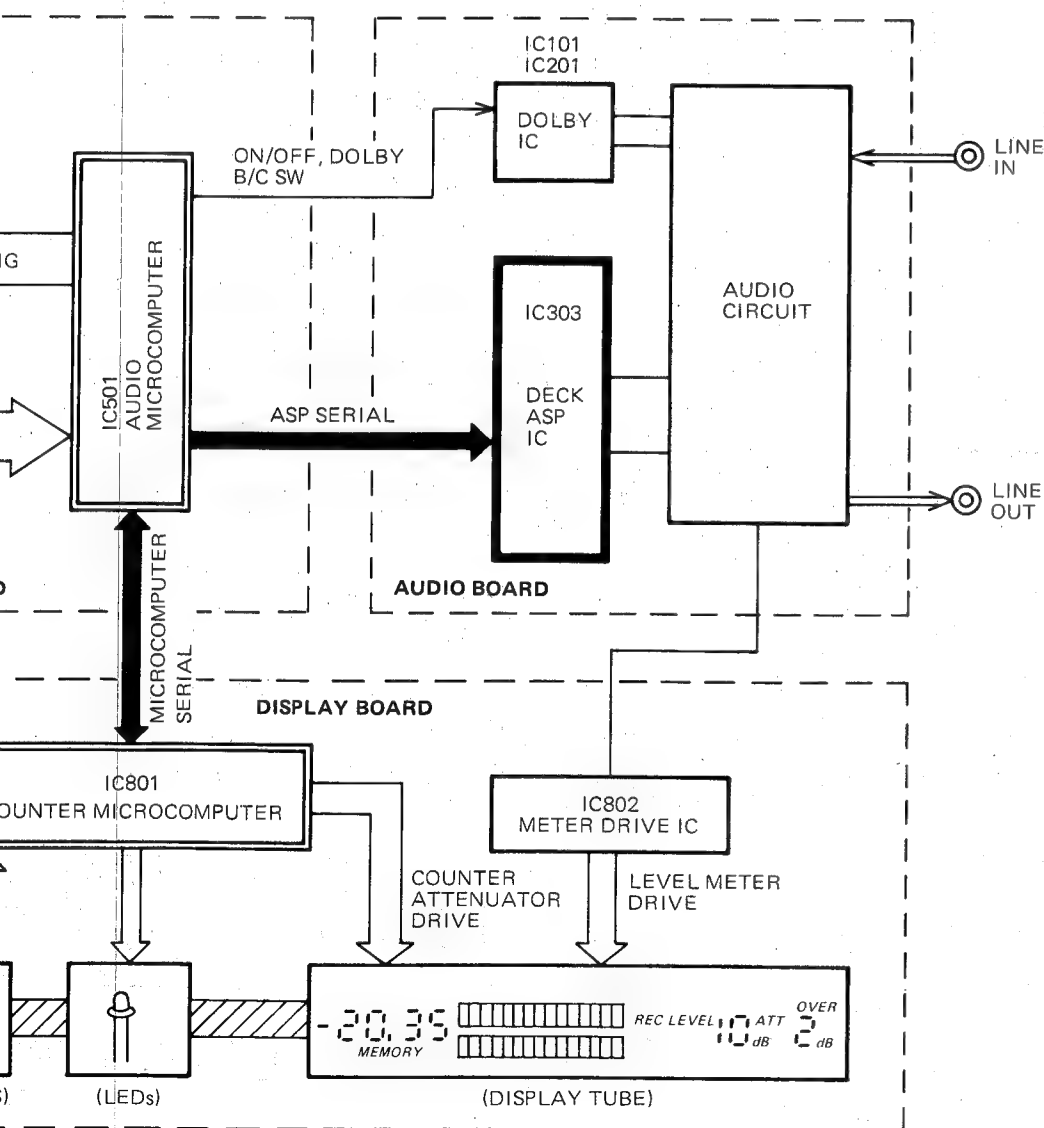 IC101
IC201
DOLBY
IC
LINE
IN
ON/OFF, DOLBY
B/C SW
IC501
AUDIO
MICROCOMPUTER
IC303
DECK
ASP
IC
AUDIO
CIRCUIT
ASP SERIAL
LINE
OUT
AUDIO BOARD
MICROCOMPUTER
SERIAL
DISPLAY BOARD
IC801
OUNTER MICROCOMPUTER
IC802
METER DRIVE IC
COUNTER
ATTENUATOR
DRIVE
LEVEL METER
DRIVE
-20.35
MEMORY
REC LEVEL 10 ATT
dB
OVER
2 dB
(LEDs)
(DISPLAY TUBE)